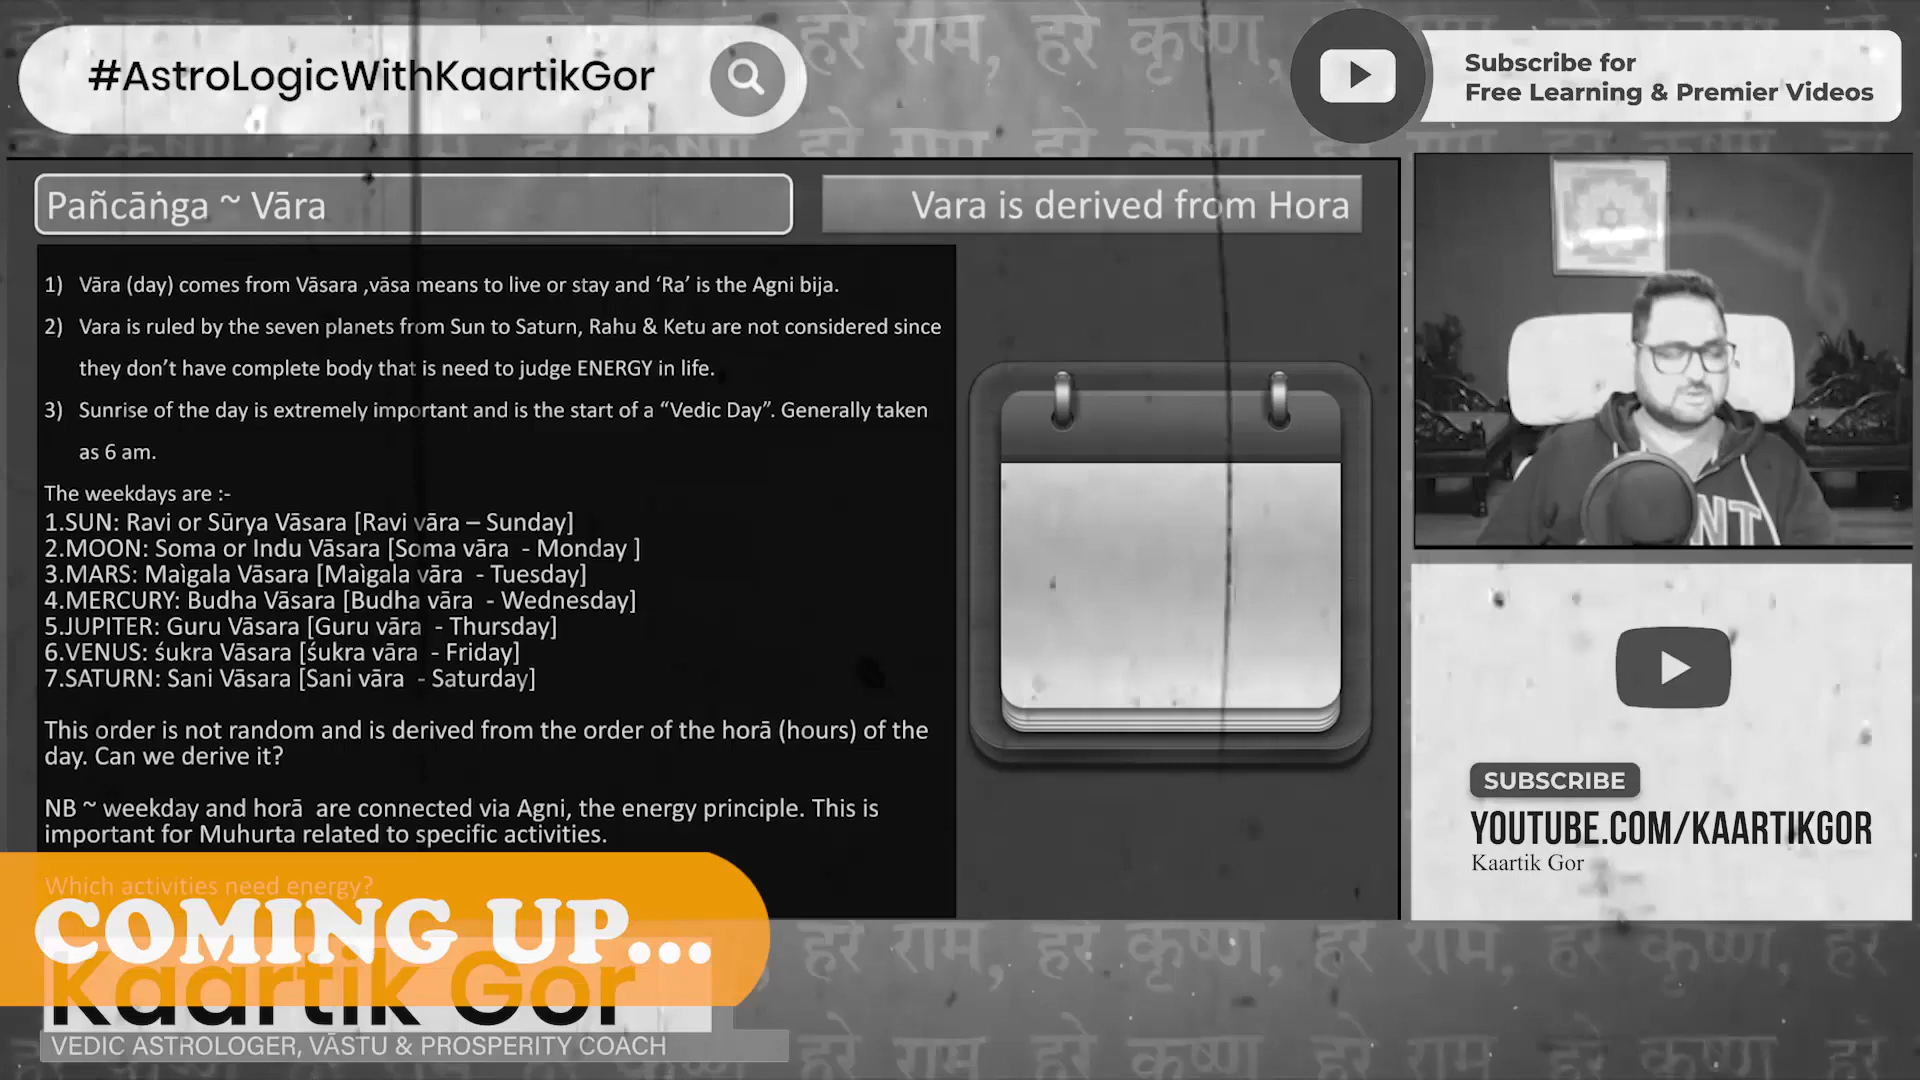 #AstroLogicWithKaartikGor
Subscribe for
Free Learning & Premier Videos
हरे राम, हरे कृष्ण,
Pañcāṅga ~ Vāra
Vara is derived from Hora
1) Vāra (day) comes from Vāsara ,vāsa means to live or stay and ‘Ra’ is the Agni bija.
2) Vara is ruled by the seven planets from Sun to Saturn, Rahu & Ketu are not considered since
they don’t have complete body that is need to judge ENERGY in life.
3) Sunrise of the day is extremely important and is the start of a “Vedic Day”. Generally taken
as 6 am.
The weekdays are :-
1.SUN: Ravi or Sūrya Vāsara [Ravi vāra – Sunday]
2.MOON: Soma or Indu Vāsara [Soma vāra - Monday ]
3.MARS: Maìgala Vāsara [Maìgala vāra - Tuesday]
4.MERCURY: Budha Vāsara [Budha vāra - Wednesday]
5.JUPITER: Guru Vāsara [Guru vāra - Thursday]
6.VENUS: śukra Vāsara [śukra vāra - Friday]
7.SATURN: Sani Vāsara [Sani vāra - Saturday]
This order is not random and is derived from the order of the horā (hours) of the
day. Can we derive it?
NB ~ weekday and horā are connected via Agni, the energy principle. This is
important for Muhurta related to specific activities.
Which activities need energy?
COMING UP...
Kaartik Gor
VEDIC ASTROLOGER, VĀSTU & PROSPERITY COACH
NT
SUBSCRIBE
YOUTUBE.COM/KAARTIKGOR
Kaartik Gor
हरे राम, हरे कृष्ण, हरे राम, हरे कृष्ण, हरे
हरे राम हरे कृष्ण हरे राम हरे कृष्ण हरे